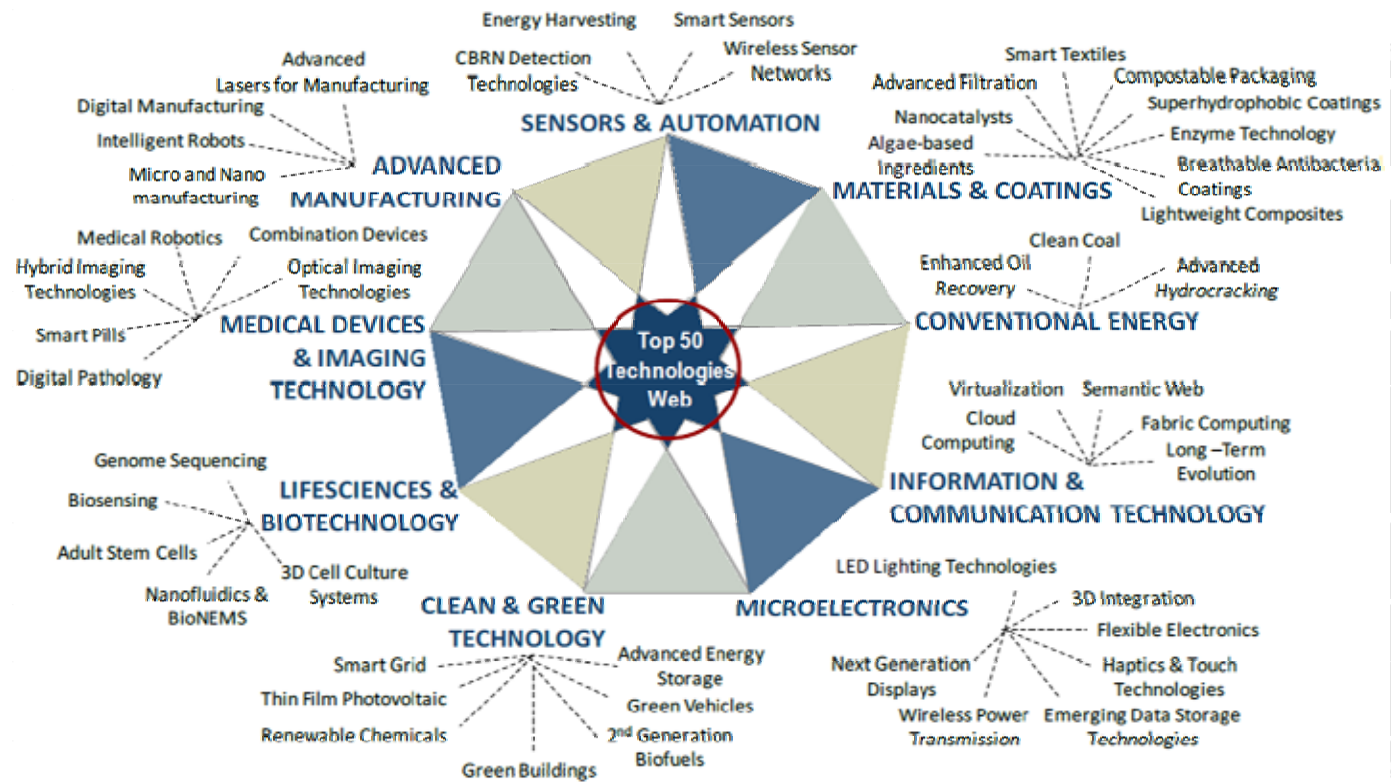 Energy Harvesting
Smart Sensors
CBRN Detection
Technologies
Wireless Sensor
Networks
SENSORS & AUTOMATION
Advanced
Lasers for Manufacturing
Digital Manufacturing
Intelligent Robots
Micro and Nano
manufacturing
ADVANCED
MANUFACTURING
Smart Textiles
Advanced Filtration
Compostable Packaging
Superhydrophobic Coatings
Nanocatalysts
Enzyme Technology
Algae-based
Ingredients
Breathable Antibacteria
Coatings
Lightweight Composites
MATERIALS & COATINGS
Medical Robotics
Combination Devices
Hybrid Imaging
Technologies
Optical Imaging
Technologies
Smart Pills
Digital Pathology
MEDICAL DEVICES
& IMAGING
TECHNOLOGY
Clean Coal
Enhanced Oil
Recovery
Advanced
Hydrocracking
CONVENTIONAL ENERGY
Top 50
Technologies
Web
Virtualization
Semantic Web
Cloud
Computing
Fabric Computing
Long –Term
Evolution
INFORMATION &
COMMUNICATION TECHNOLOGY
Genome Sequencing
Biosensing
Adult Stem Cells
Nanofluidics &
BioNEMS
3D Cell Culture
Systems
LIFESCIENCES &
BIOTECHNOLOGY
CLEAN & GREEN
TECHNOLOGY
Smart Grid
Thin Film Photovoltaic
Renewable Chemicals
Green Buildings
Advanced Energy
Storage
Green Vehicles
2nd Generation
Biofuels
MICROELECTRONICS
LED Lighting Technologies
3D Integration
Flexible Electronics
Haptics & Touch
Technologies
Next Generation
Displays
Wireless Power
Transmission
Emerging Data Storage
Technologies